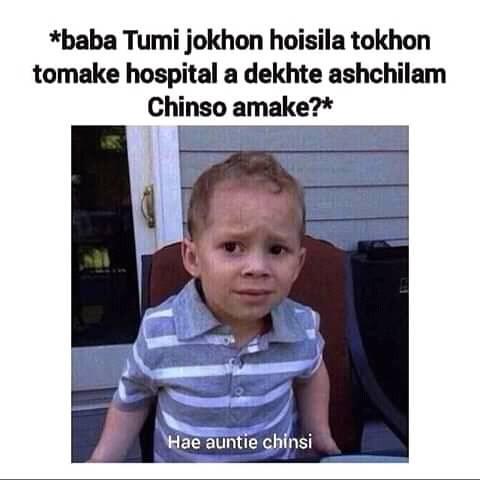 *baba Tumi jokhon hoisila tokhon
tomake hospital a dekhte ashchilam
Chinso amake?*
Hae auntie chinsi